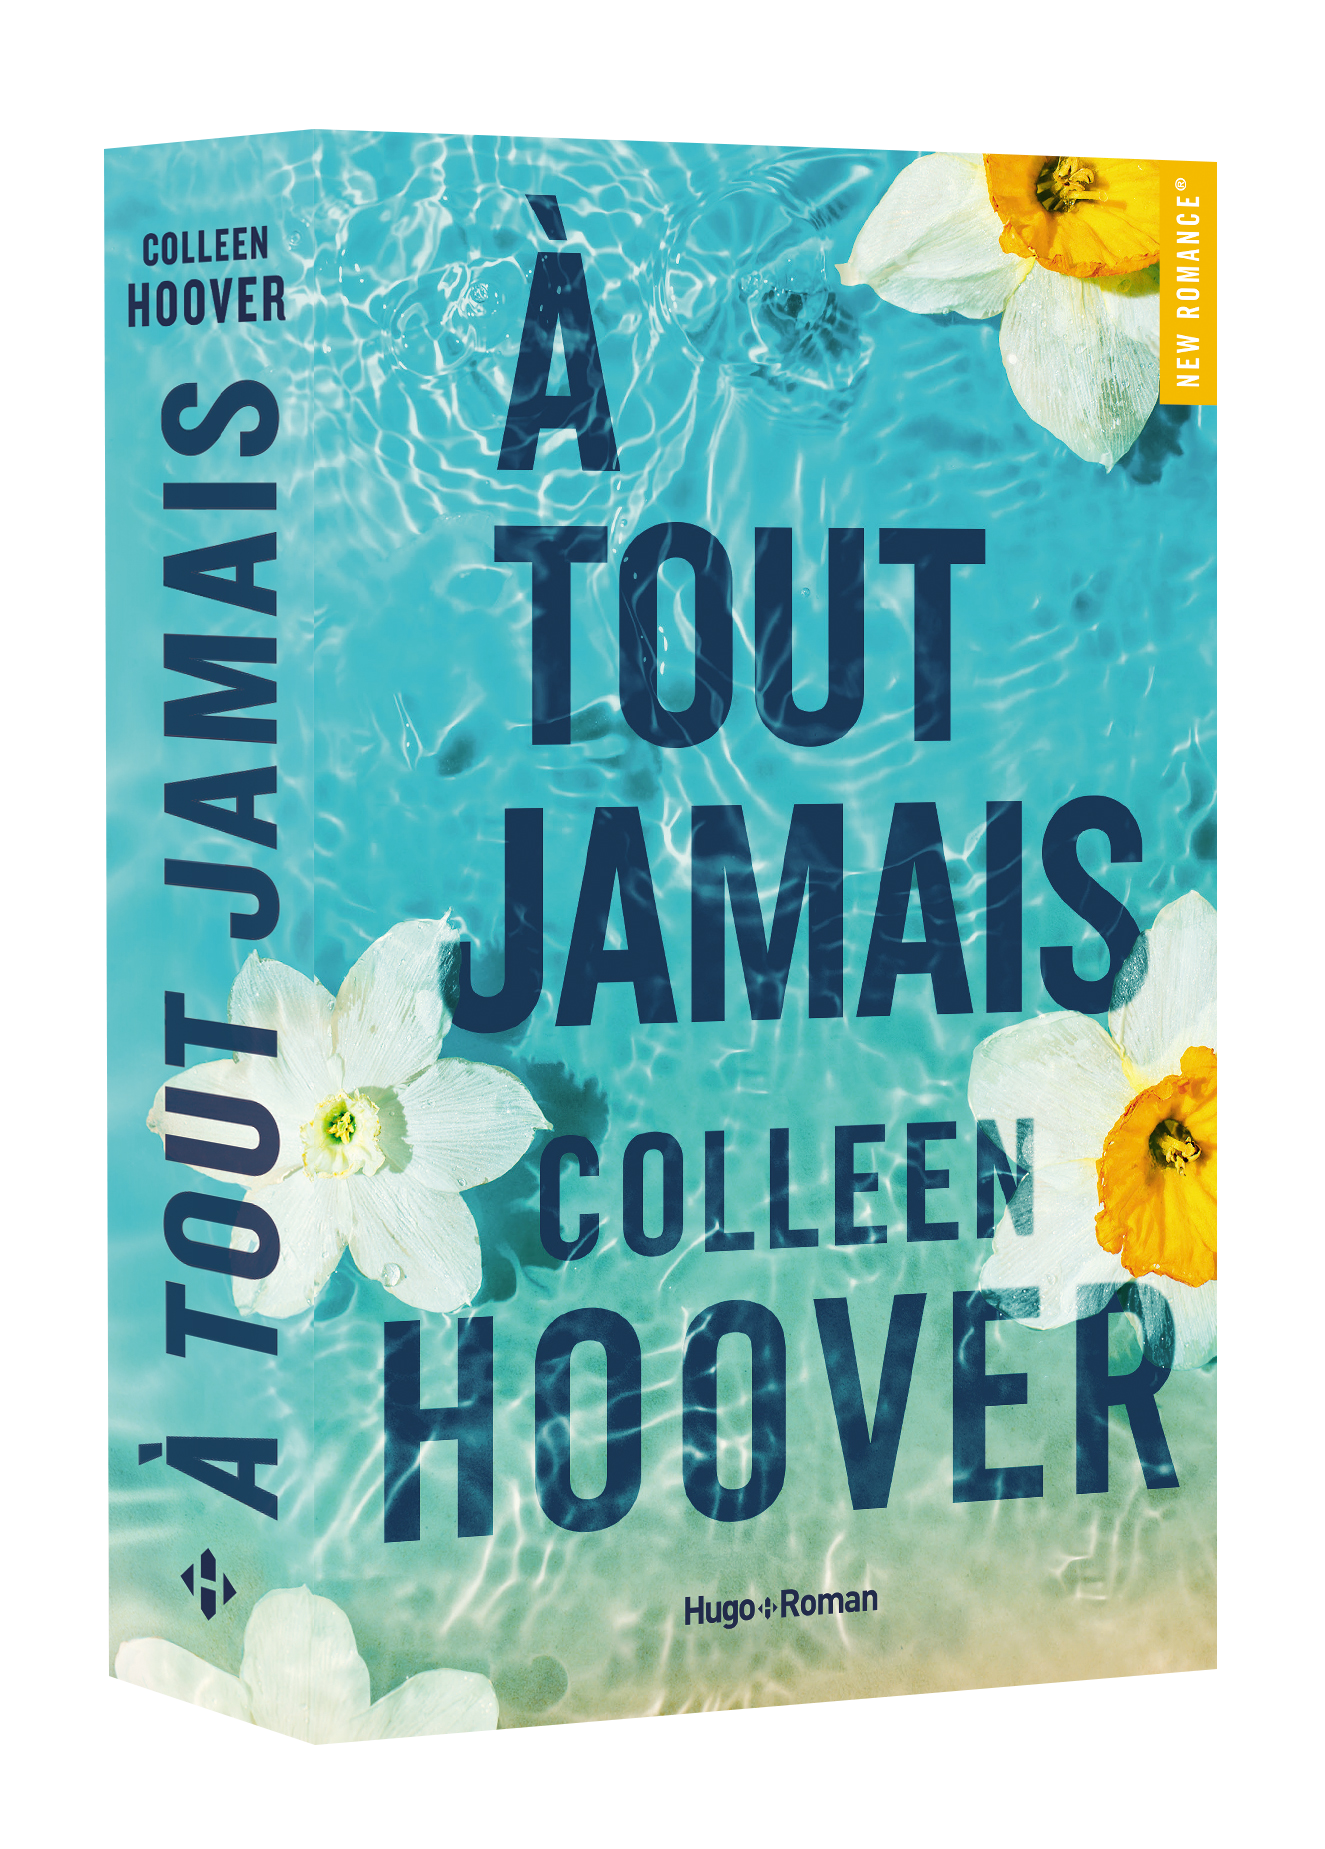 COLLEEN
HOOVER
À TOUT JAMAIS
À
TOUT
JAMAIS
COLLEEN
HOOVER
Hugo Roman
NEW ROMANCE®